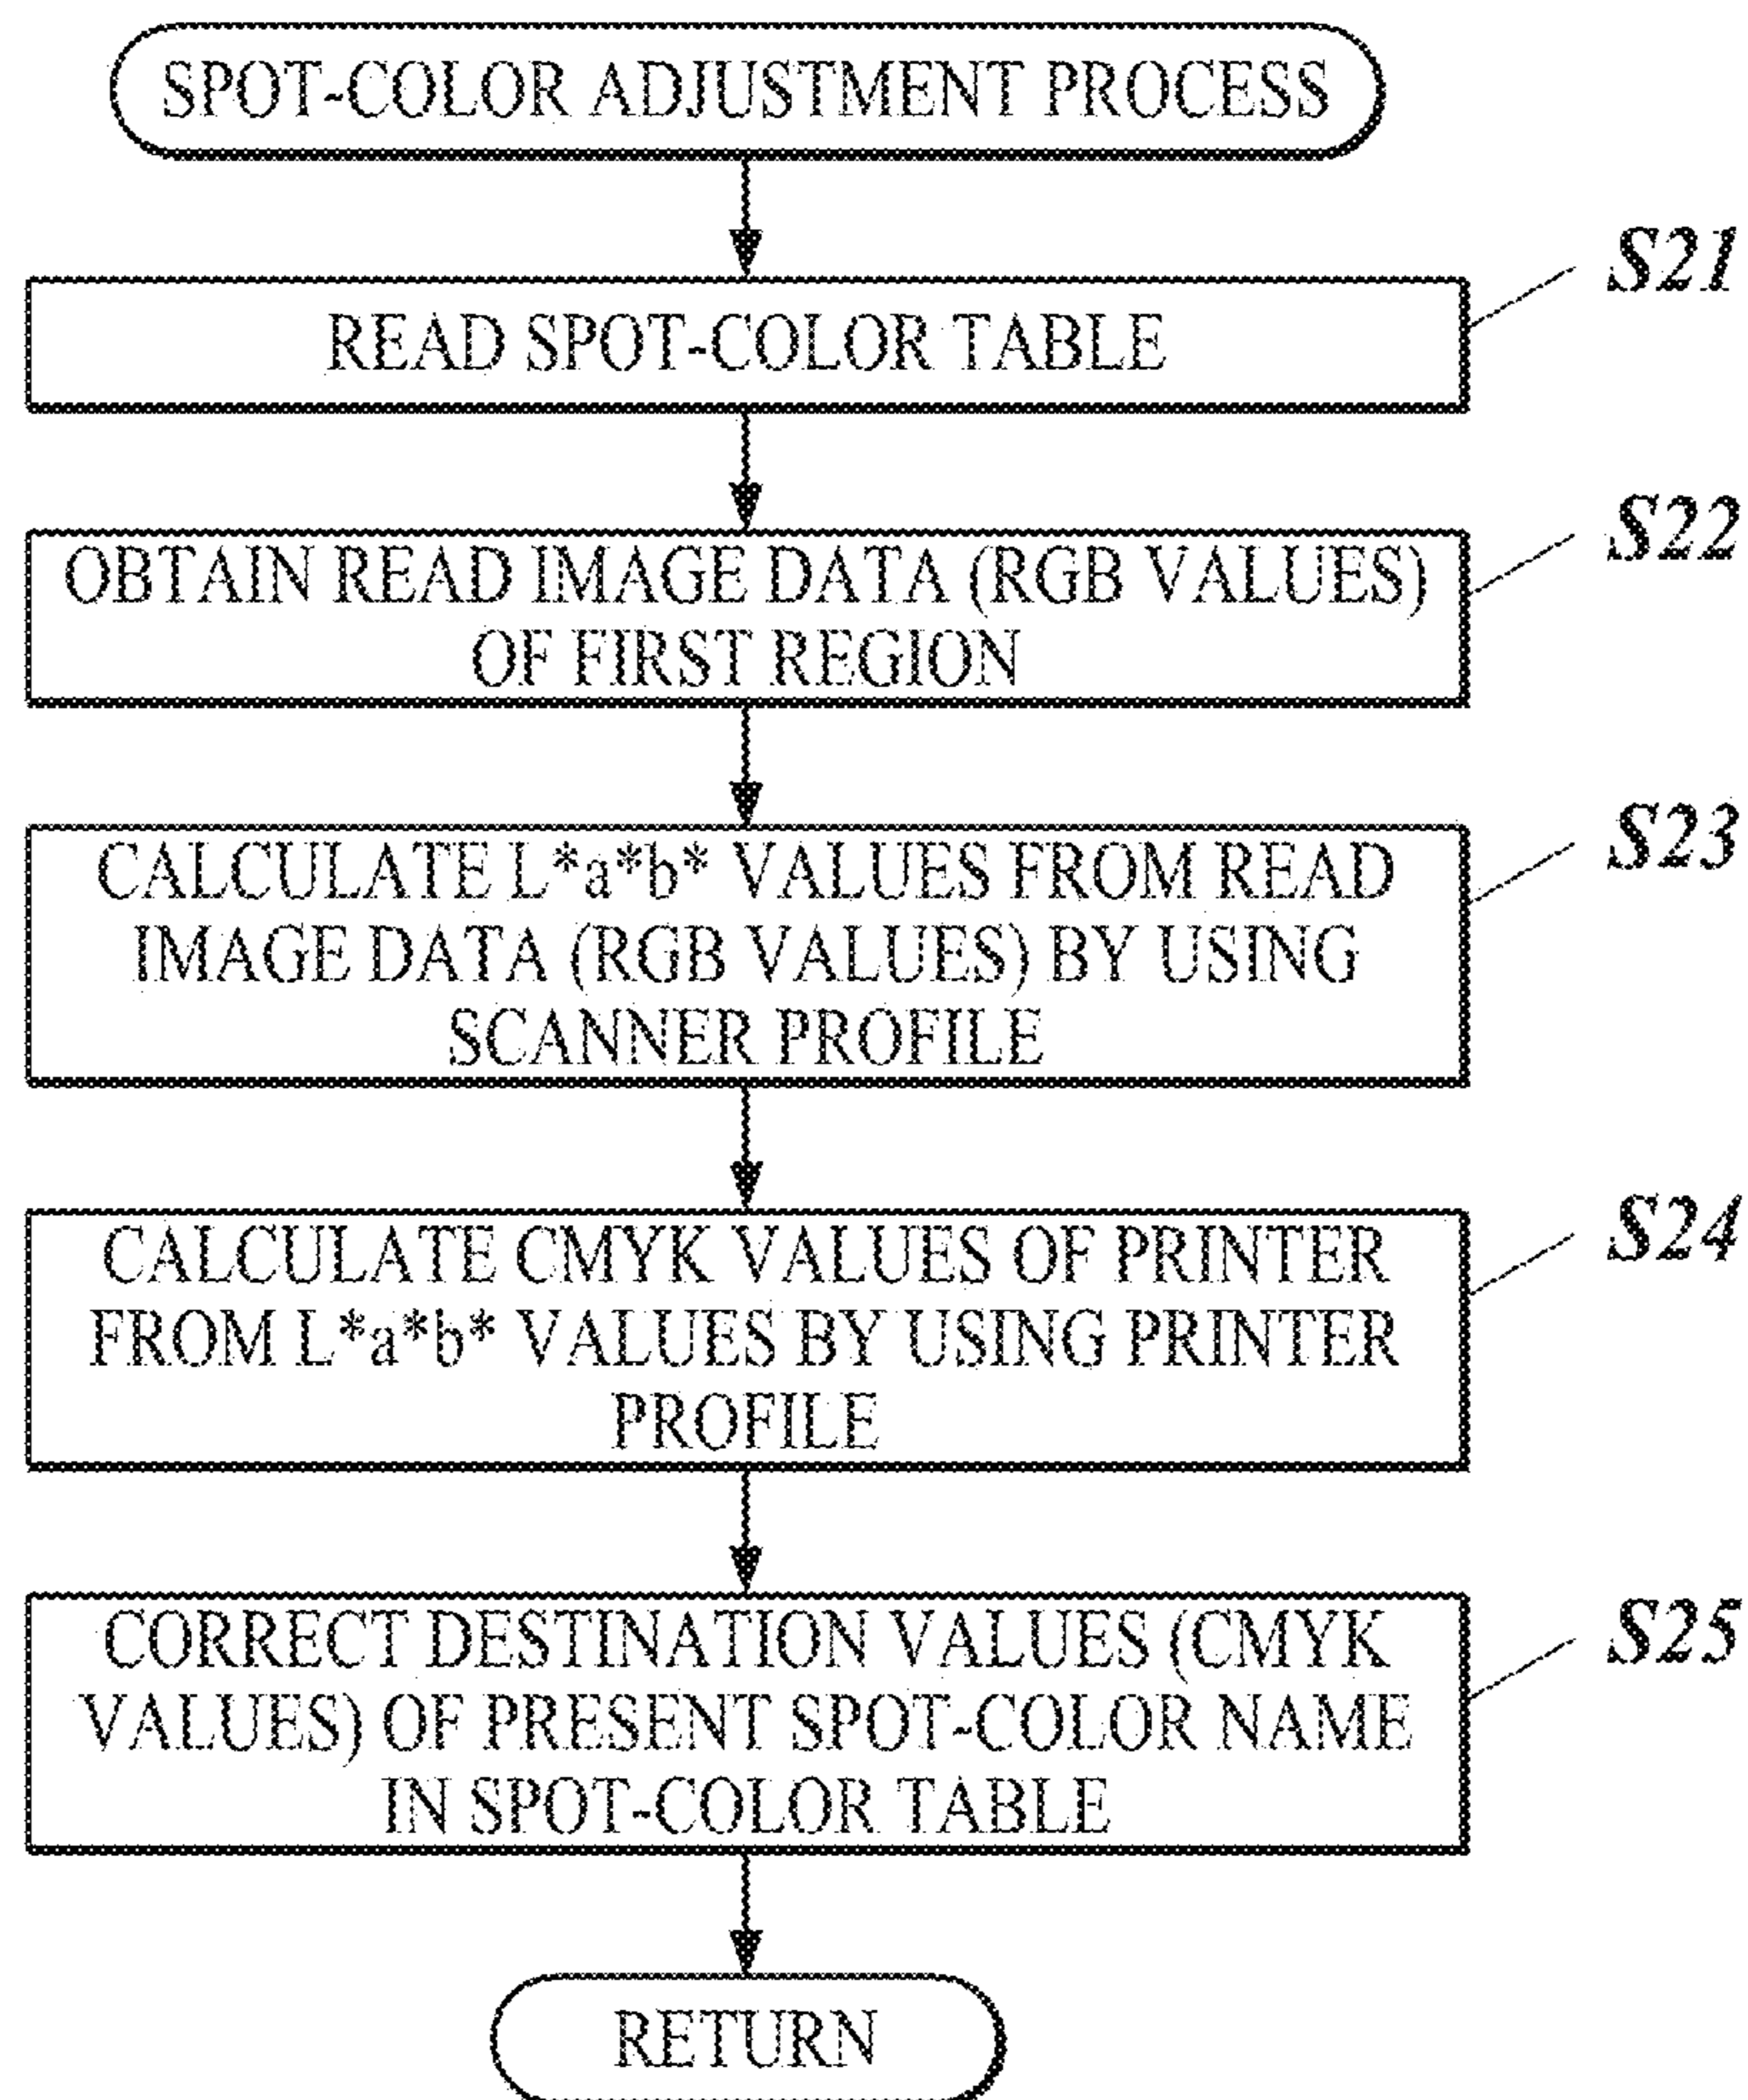 SPOT-COLOR ADJUSTMENT PROCESS
S21
READ SPOT-COLOR TABLE
S22
OBTAIN READ IMAGE DATA (RGB VALUES)
OF FIRST REGION
S23
CALCULATE L*a*b* VALUES FROM READ
IMAGE DATA (RGB VALUES) BY USING
SCANNER PROFILE
S24
CALCULATE CMYK VALUES OF PRINTER
FROM L*a*b* VALUES BY USING PRINTER
PROFILE
S25
CORRECT DESTINATION VALUES (CMYK
VALUES) OF PRESENT SPOT-COLOR NAME
IN SPOT-COLOR TABLE
RETURN